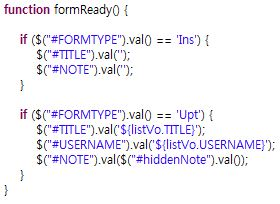 function formReady() {
if ($("#FORMTYPE").val() == 'Ins') {
$("#TITLE").val('');
$("#NOTE").val('');
}
if ($("#FORMTYPE").val() == 'Upt') {
$("#TITLE").val('${listVo.TITLE}');
$("#USERNAME").val('${listVo.USERNAME}');
$("#NOTE").val($("#hiddenNote").val());
}
}